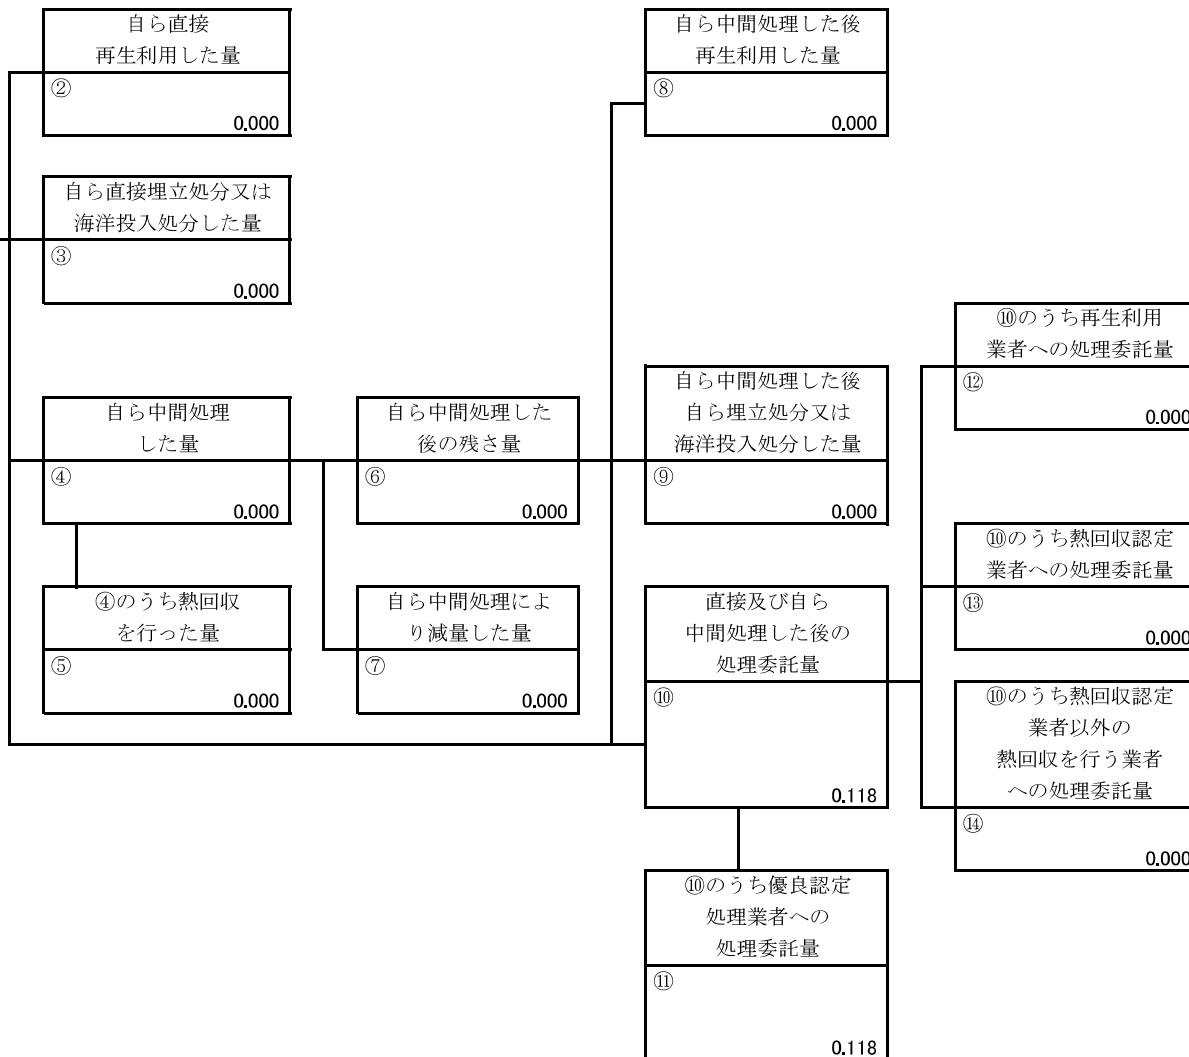 自ら直接
再生利用した量
②
0.000
自ら中間処理した後
再生利用した量
⑧
0.000
自ら直接埋立処分又は
海洋投入処分した量
③
0.000
⑩のうち再生利用
業者への処理委託量
⑫
0.000
自ら中間処理
した量
④
0.000
自ら中間処理した
後の残さ量
⑥
0.000
自ら中間処理した後
自ら埋立処分又は
海洋投入処分した量
⑨
0.000
⑩のうち熱回収認定
業者への処理委託量
⑬
0.000
④のうち熱回収
を行った量
⑤
0.000
自ら中間処理によ
り減量した量
⑦
0.000
直接及び自ら
中間処理した後の
処理委託量
⑩
0.118
⑩のうち熱回収認定
業者以外の
熱回収を行う業者
への処理委託量
⑭
0.000
⑩のうち優良認定
処理業者への
処理委託量
⑪
0.118